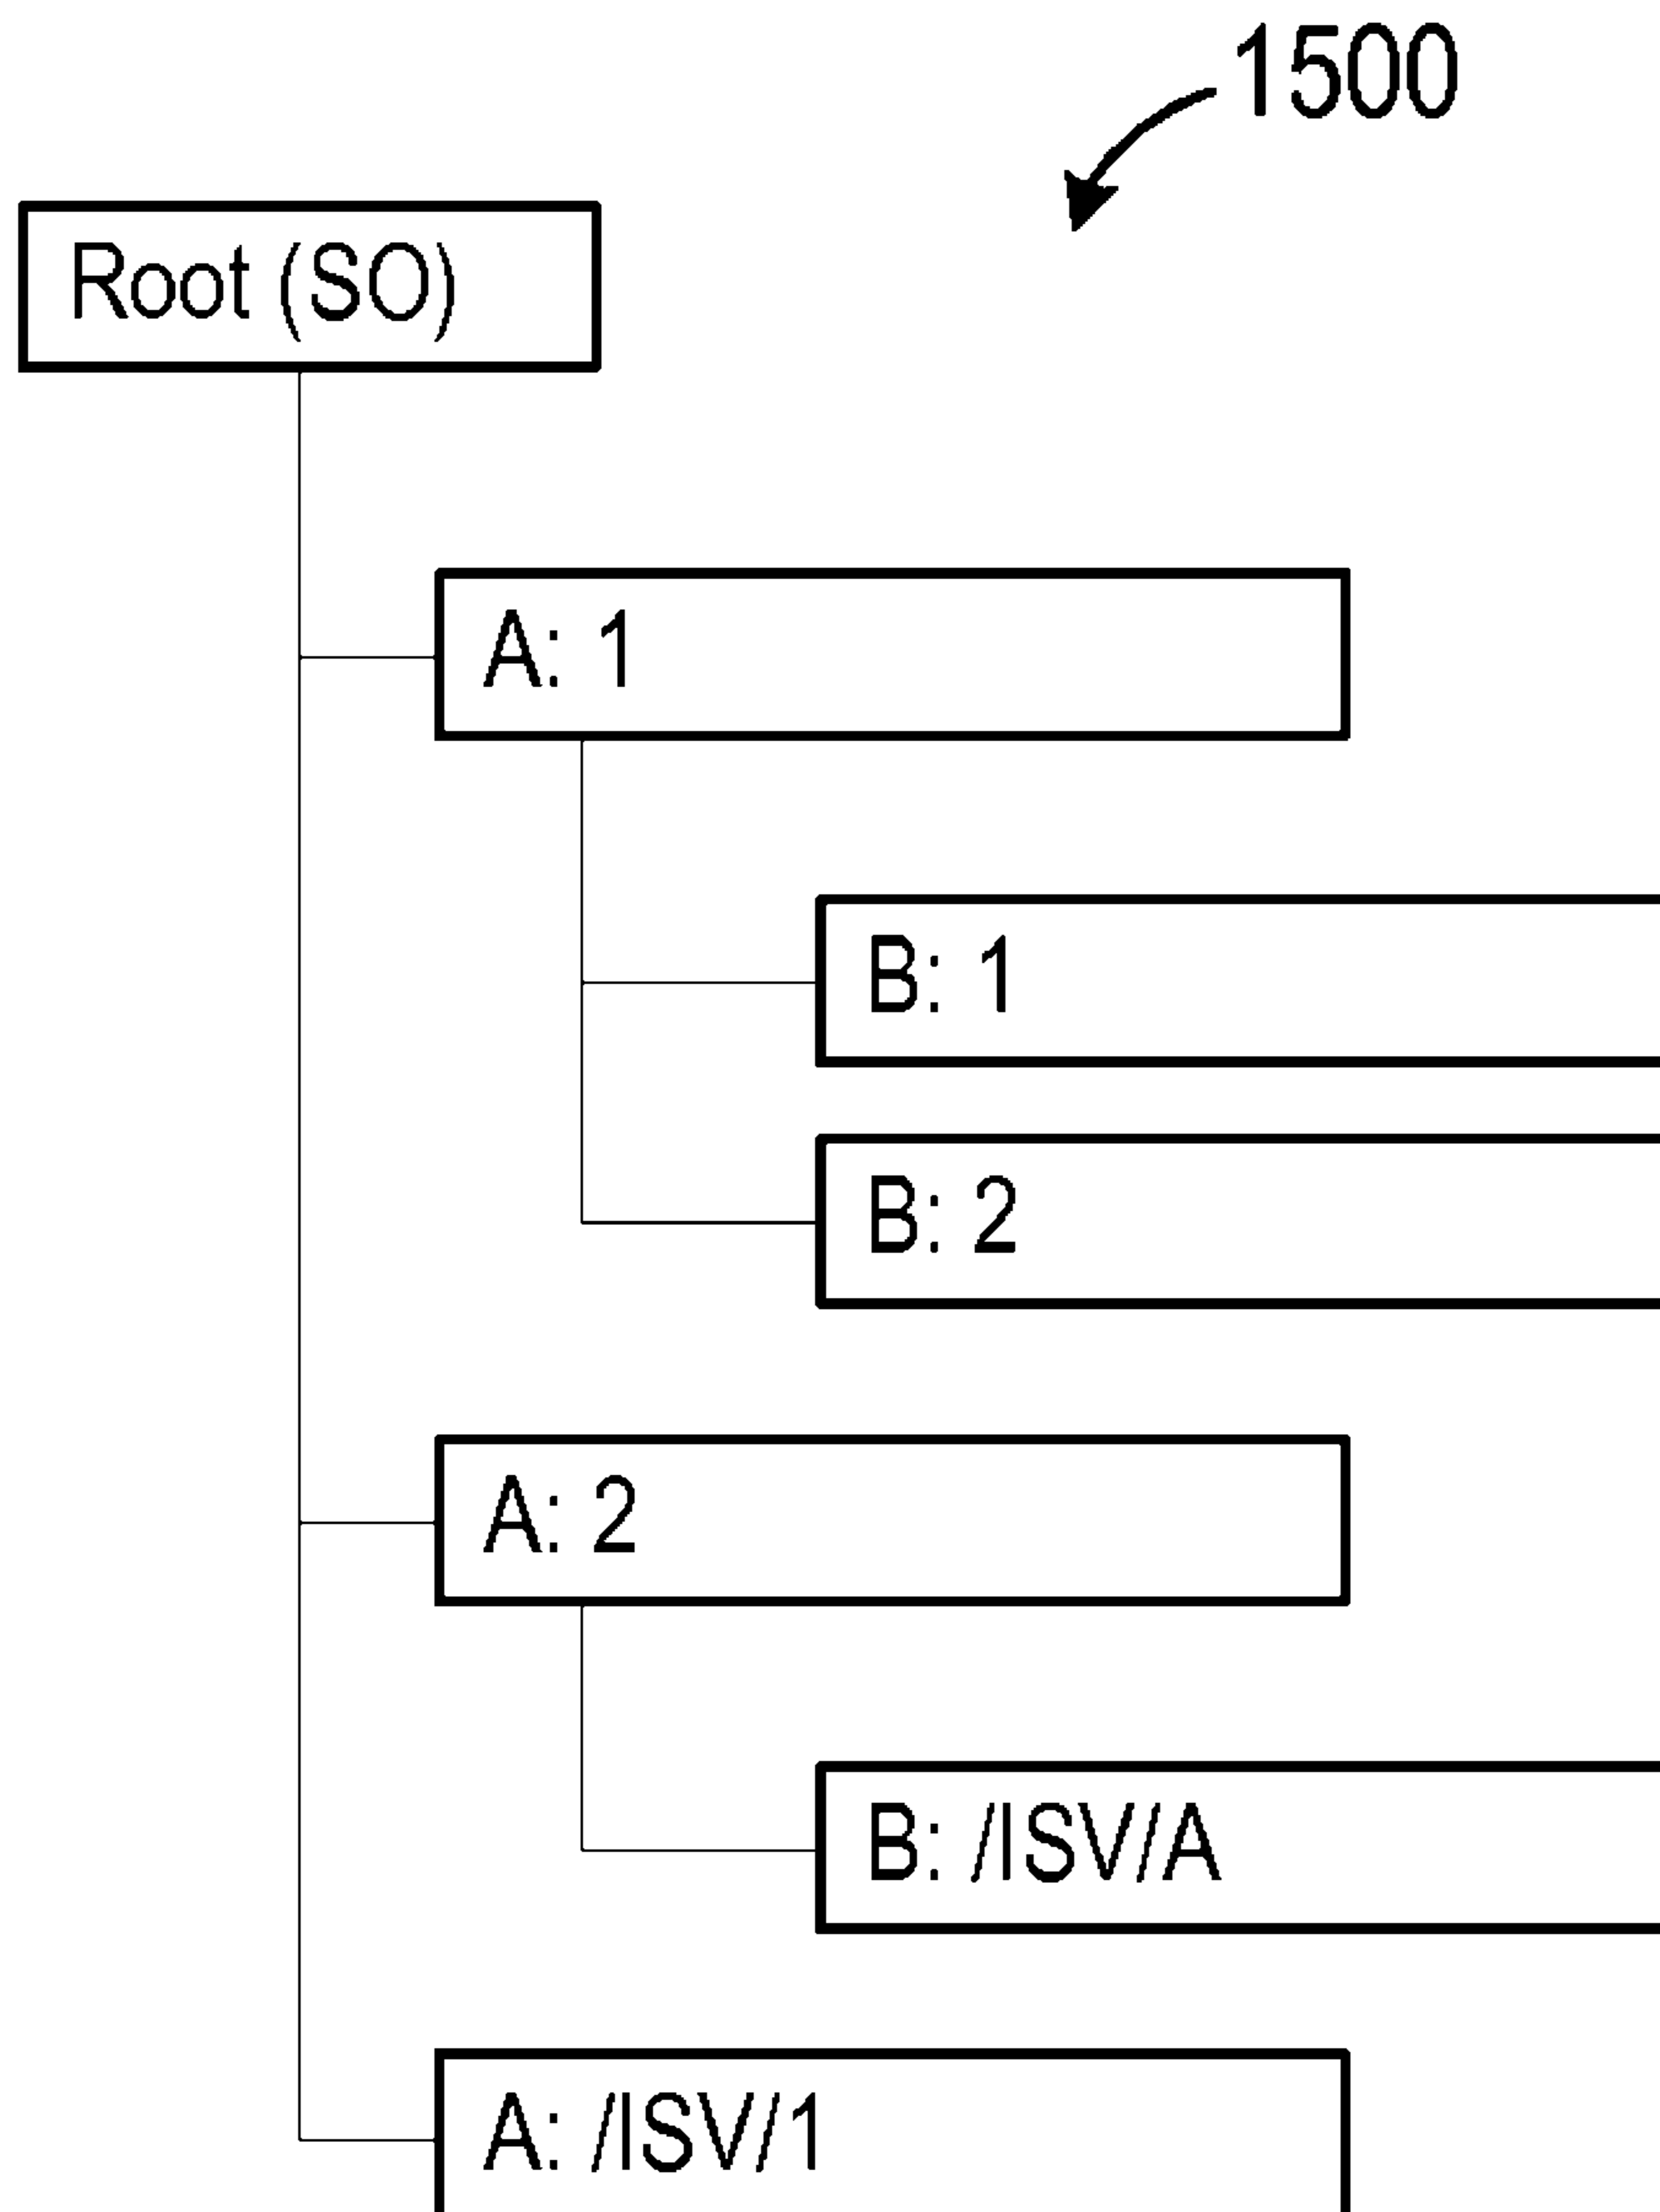 1500
Root (SO)
A: 1
B: 1
B: 2
A: 2
B: /ISV/A
A: /ISV/1